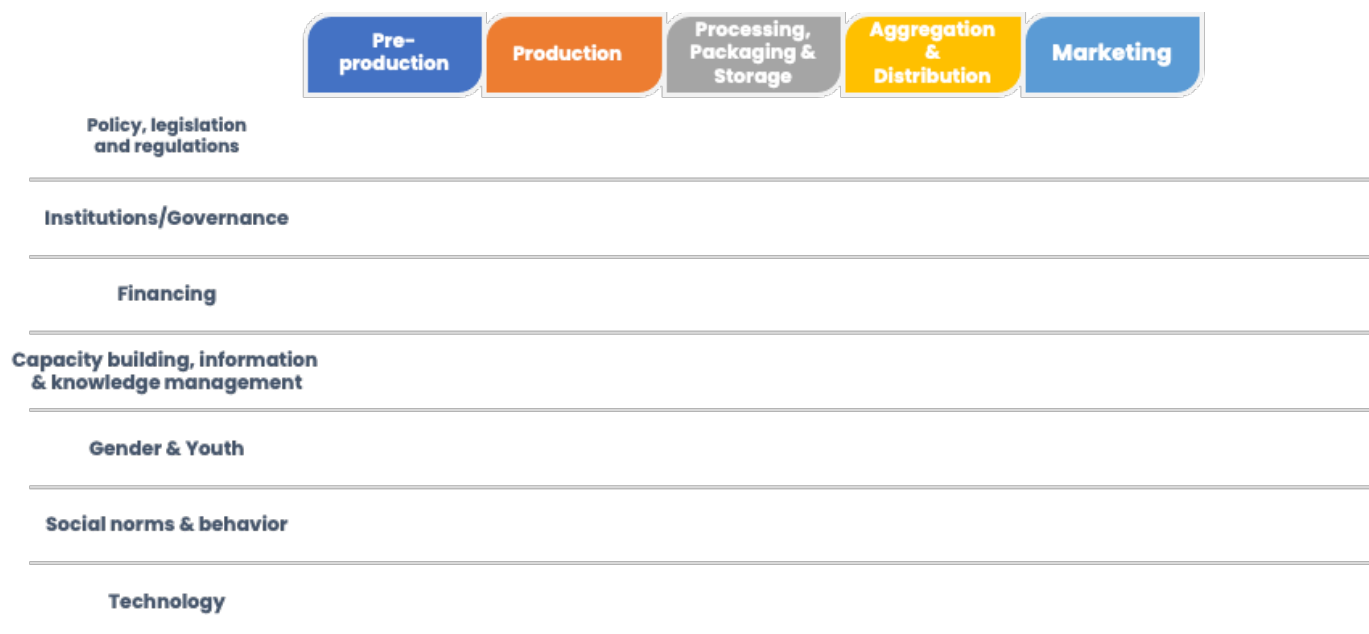 Pre-
production
Production
Processing,
Packaging &
Storage
Aggregation
&
Distribution
Marketing
Policy, legislation
and regulations
Institutions/Governance
Financing
Capacity building, information
& knowledge management
Gender & Youth
Social norms & behavior
Technology